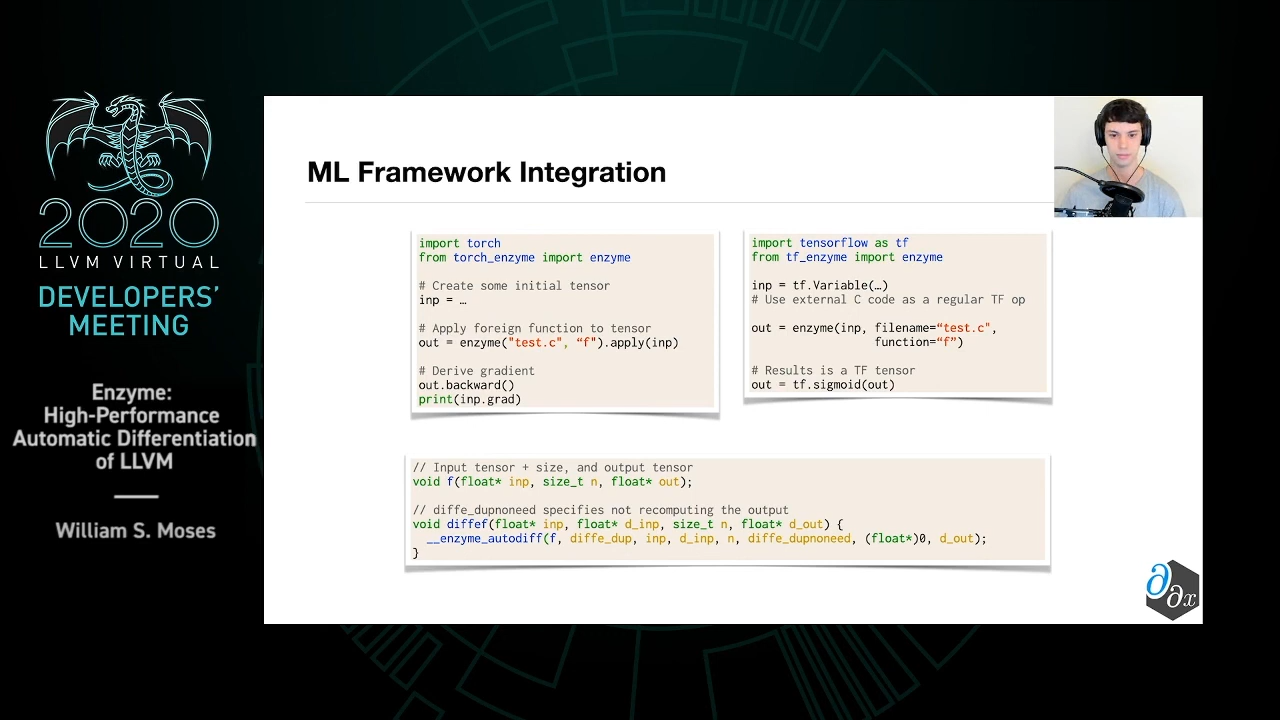 2020
LLVM VIRTUAL
DEVELOPERS’
MEETING
Enzyme:
High-Performance
Automatic Differentiation
of LLVM
William S. Moses
ML Framework Integration
import torch
from torch_enzyme import enzyme
# Create some initial tensor
inp = …
# Apply foreign function to tensor
out = enzyme("test.c", “f").apply(inp)
# Derive gradient
out.backward()
print(inp.grad)
import tensorflow as tf
from tf_enzyme import enzyme
inp = tf.Variable(…)
# Use external C code as a regular TF op
out = enzyme(inp, filename=“test.c",
function=“f”)
# Results is a TF tensor
out = tf.sigmoid(out)
// Input tensor + size, and output tensor
void f(float* inp, size_t n, float* out);
// diffe_dupnoneed specifies not recomputing the output
void diffef(float* inp, float* d_inp, size_t n, float* d_out) {
__enzyme_autodiff(f, diffe_dup, inp, d_inp, n, diffe_dupnoneed, (float*)0, d_out);
}
∂
∂x